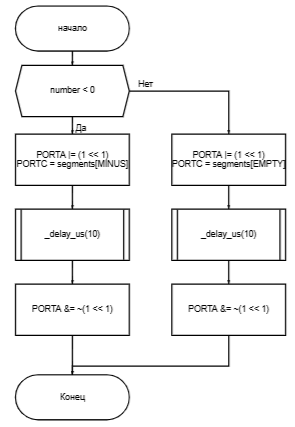 начало
number < 0
Нет
Да
PORTA |= (1 << 1)
PORTC = segments[MINUS]
PORTA |= (1 << 1)
PORTC = segments[EMPTY]
_delay_us(10)
_delay_us(10)
PORTA &= ~(1 << 1)
PORTA &= ~(1 << 1)
Конец